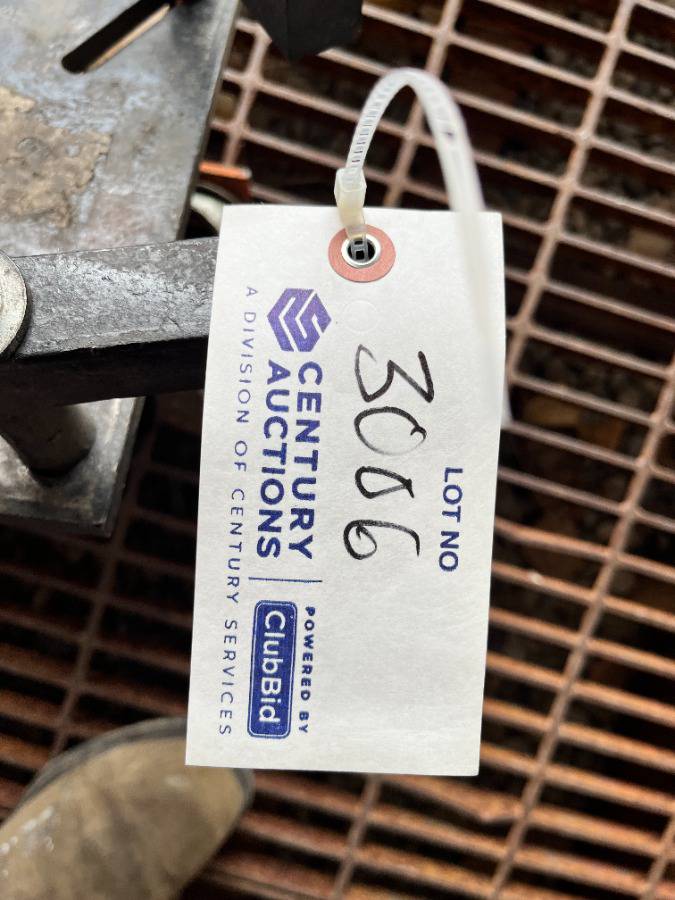 LOT NO
3006
CENTURY
AUCTIONS
A DIVISION OF CENTURY SERVICES
POWERED BY
ClubBid